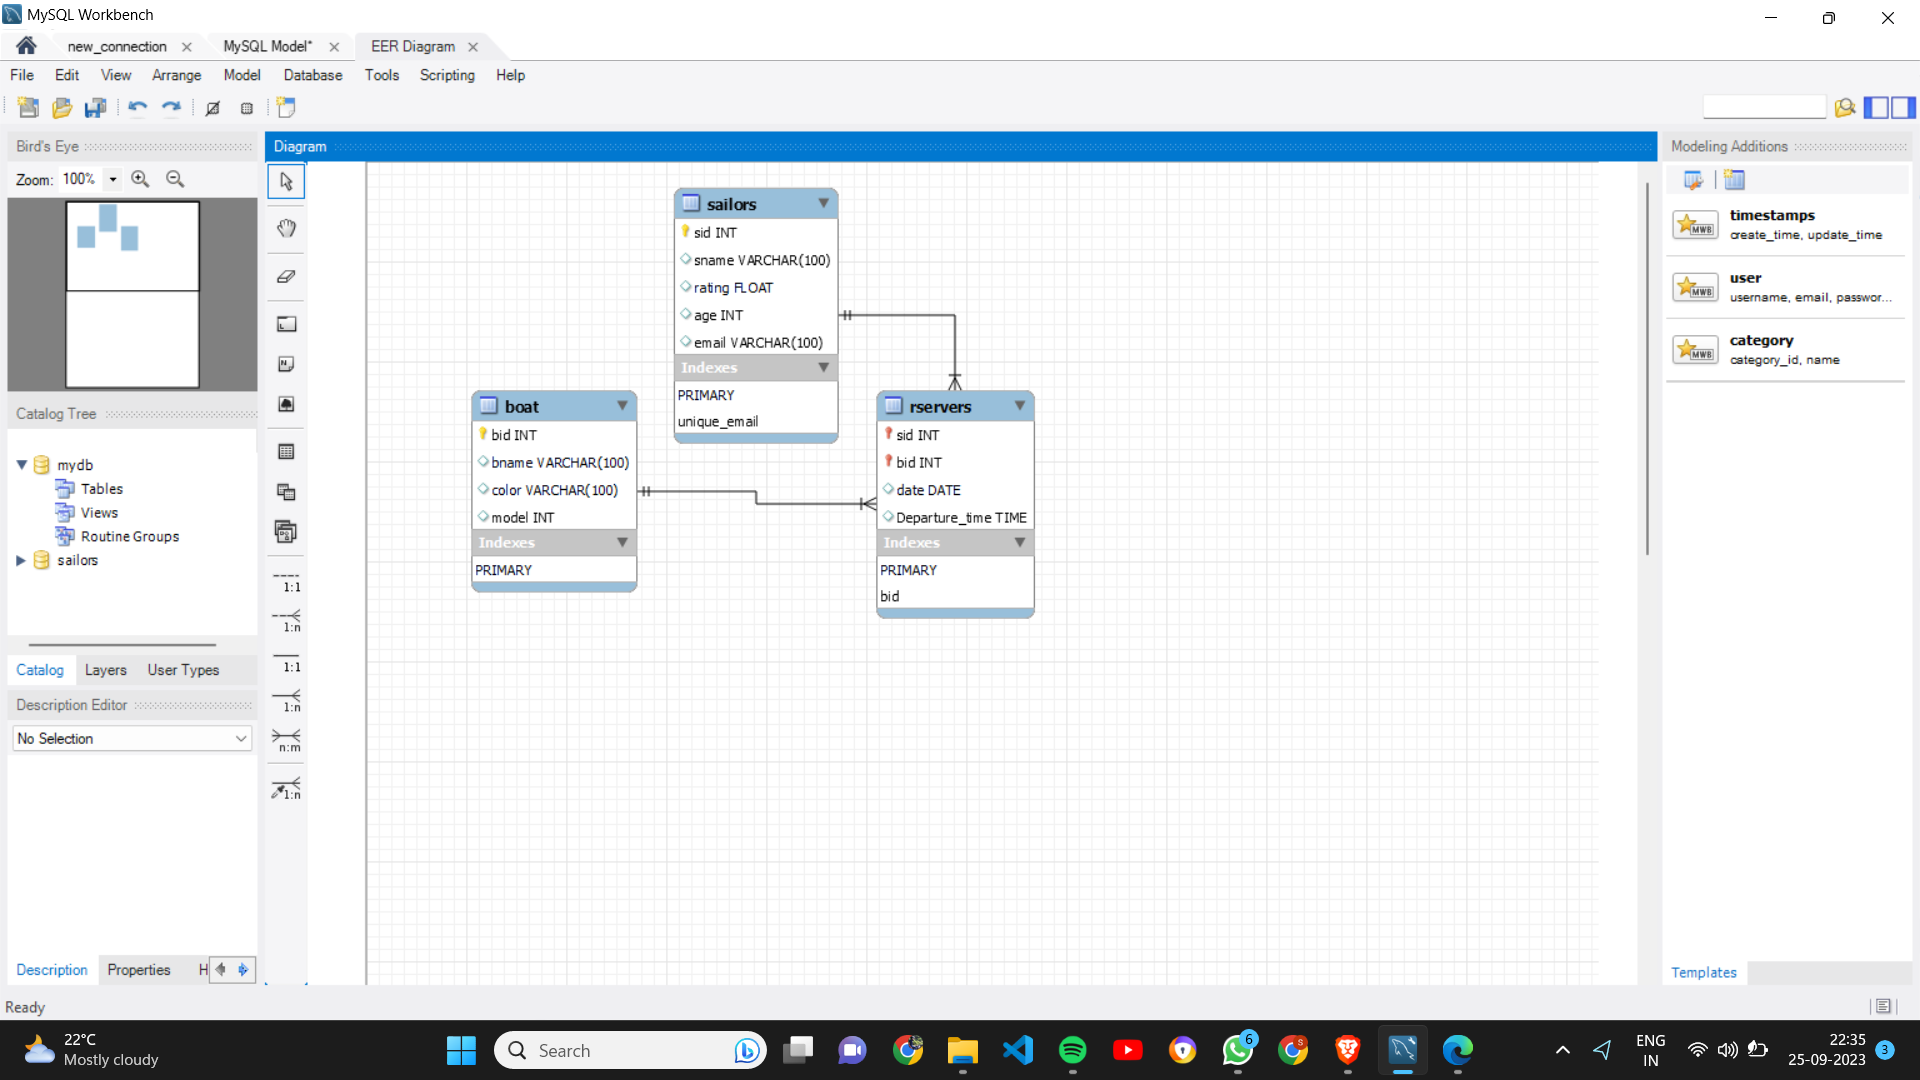 MySQL Workbench
new_connection
MySQL Model*
EER Diagram
File Edit View Arrange Model Database Tools Scripting Help
Bird's Eye
Zoom: 100%
Catalog Tree
mydb
Tables
Views
Routine Groups
sailors
Catalog Layers User Types
Description Editor
No Selection
Description Properties H
Ready
1:1
1:n
1:1
1:n
n:m
1:n
Diagram
sailors
sid INT
sname VARCHAR(100)
rating FLOAT
age INT
email VARCHAR(100)
Indexes
PRIMARY
unique_email
boat
bid INT
bname VARCHAR(100)
color VARCHAR(100)
model INT
Indexes
PRIMARY
rservers
sid INT
bid INT
date DATE
Departure_time TIME
Indexes
PRIMARY
bid
Modeling Additions
MWB
timestamps
create_time, update_time
MWB
user
username, email, passwor...
MWB
category
category_id, name
Templates
22°C
Mostly cloudy
Search
6
S
ENG
IN
22:35
25-09-2023
3